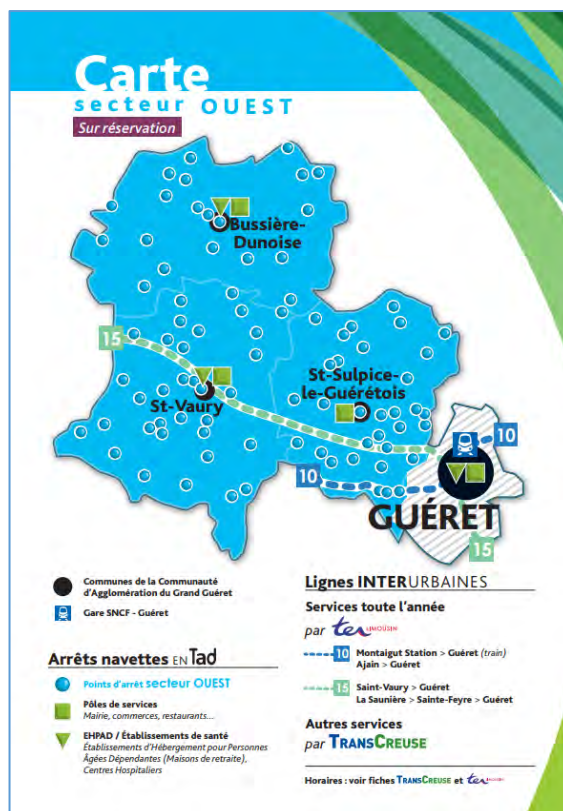 Carte
secteur OUEST
Sur réservation
Bussière-
Dunoise
15
St-Vaury
St-Sulpice-
le-Guérétois
10
10
GUÉRET
15
Communes de la Communauté
d'Agglomération du Grand Guéret
Gare SNCF - Guéret
Arrêts navettes EN Tad
Points d'arrêt secteur OUEST
Pôles de services
Mairie, commerces, restaurants...
EHPAD / Établissements de santé
Établissements d'Hébergement pour Personnes
Âgées Dépendantes (Maisons de retraite),
Centres Hospitaliers
Lignes INTERURBAINES
Services toute l'année
par ter LIMOUSIN
10 Montaigut Station > Guéret (train)
Ajain > Guéret
15 Saint-Vaury > Guéret
La Saunière > Sainte-Feyre > Guéret
Autres services
par TRANSCREUSE
Horaires : voir fiches TRANSCREUSE et ter